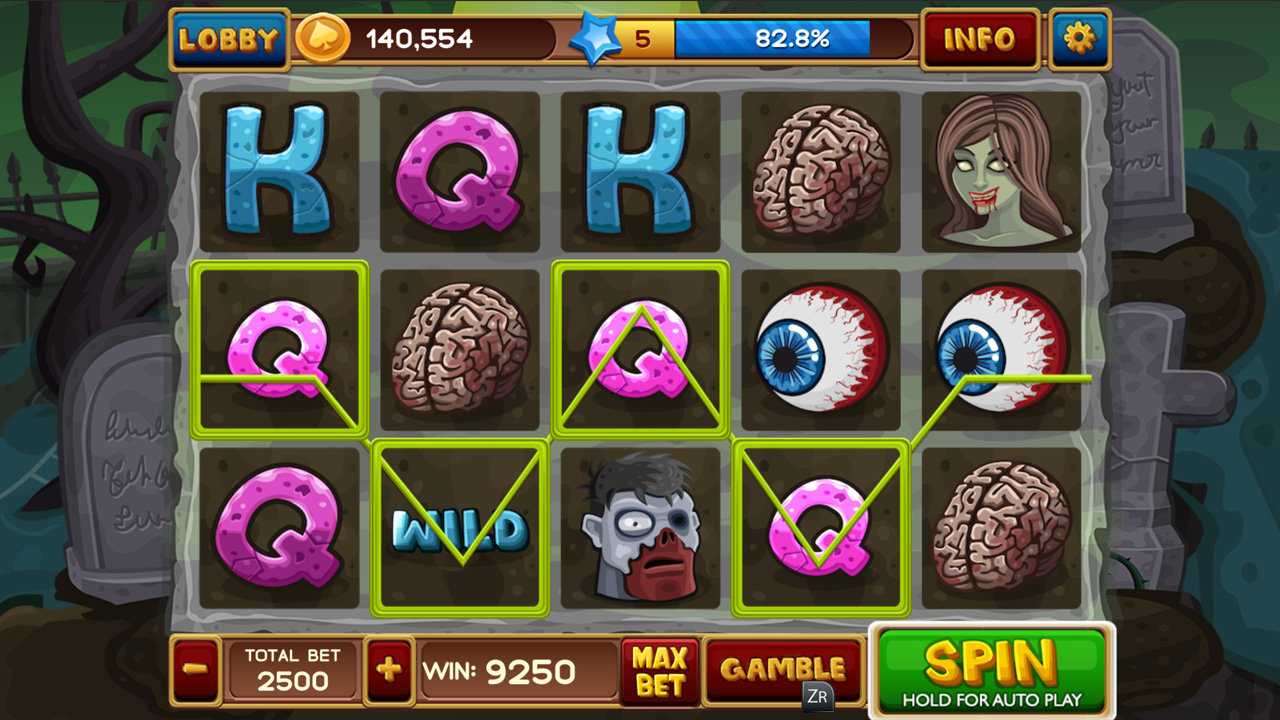 LOBBY 140,554 5 82.8% INFO
K Q K
Q Q
Q WILD Q
TOTAL BET
2500
WIN: 9250
MAX
BET
GAMBLE
ZR
SPIN
HOLD FOR AUTO PLAY